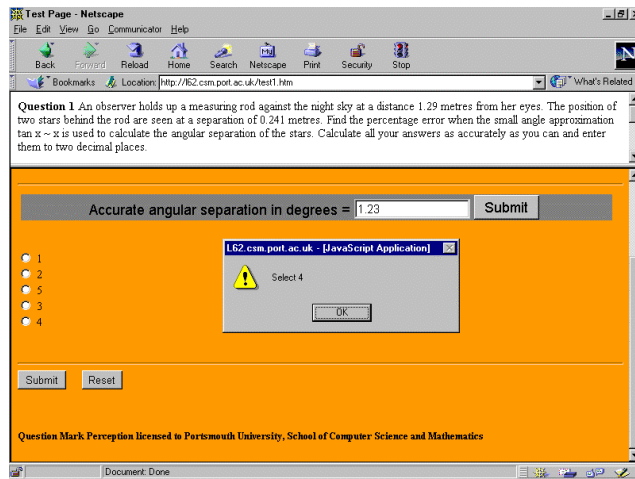 Test Page - Netscape
File Edit View Go Communicator Help
Back Forward Reload Home Search Netscape Print Security Stop
Bookmarks Location: http://l62.csm.port.ac.uk/test1.htm What's Related
Question 1 An observer holds up a measuring rod against the night sky at a distance 1.29 metres from her eyes. The position of
two stars behind the rod are seen at a separation of 0.241 metres. Find the percentage error when the small angle approximation
tan x ~ x is used to calculate the angular separation of the stars. Calculate all your answers as accurately as you can and enter
them to two decimal places.
Accurate angular separation in degrees = 1.23 Submit
L62.csm.port.ac.uk - [JavaScript Application]
Select 4
OK
1
2
5
3
4
Submit Reset
Question Mark Perception licensed to Portsmouth University, School of Computer Science and Mathematics
Document: Done